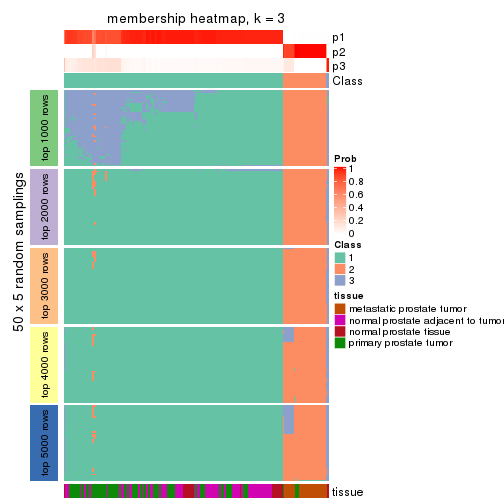 membership heatmap, k = 3
p1
p2
p3
Class
50 x 5 random samplings
top 1000 rows
top 2000 rows
top 3000 rows
top 4000 rows
top 5000 rows
Prob
1
0.8
0.6
0.4
0.2
0
Class
1
2
3
tissue
metastatic prostate tumor
normal prostate adjacent to tumor
normal prostate tissue
primary prostate tumor
tissue